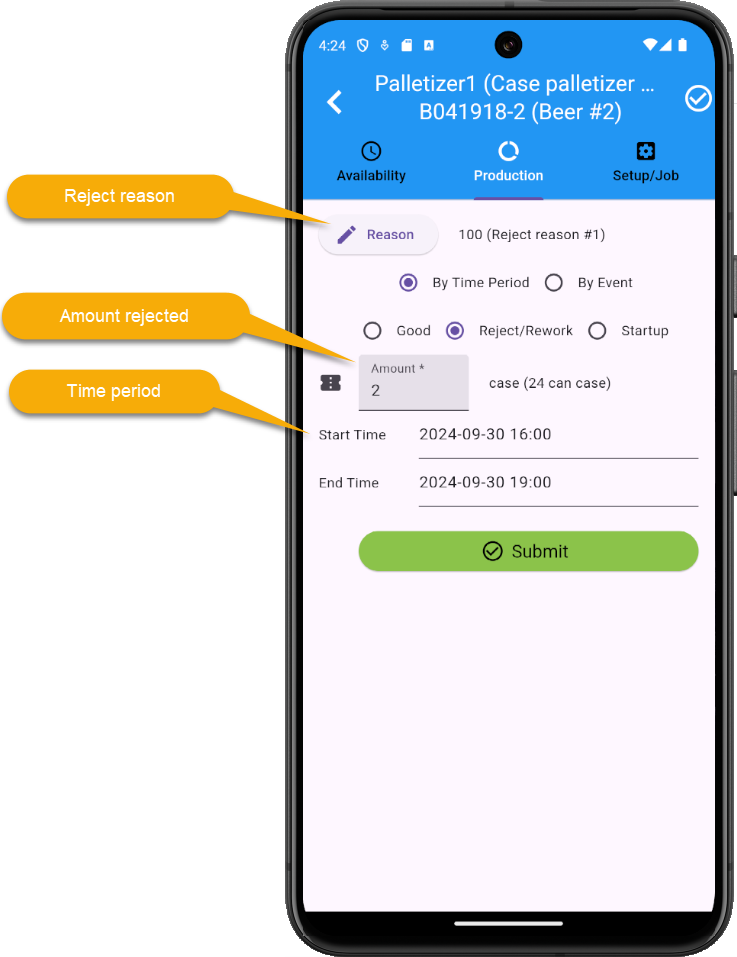 4:24
Palletizer1 (Case palletizer ...
B041918-2 (Beer #2)
Availability
Production
Setup/Job
Reject reason
Reason
100 (Reject reason #1)
By Time Period
By Event
Good
Reject/Rework
Startup
Amount rejected
Amount *
2
case (24 can case)
Time period
Start Time
2024-09-30 16:00
End Time
2024-09-30 19:00
Submit